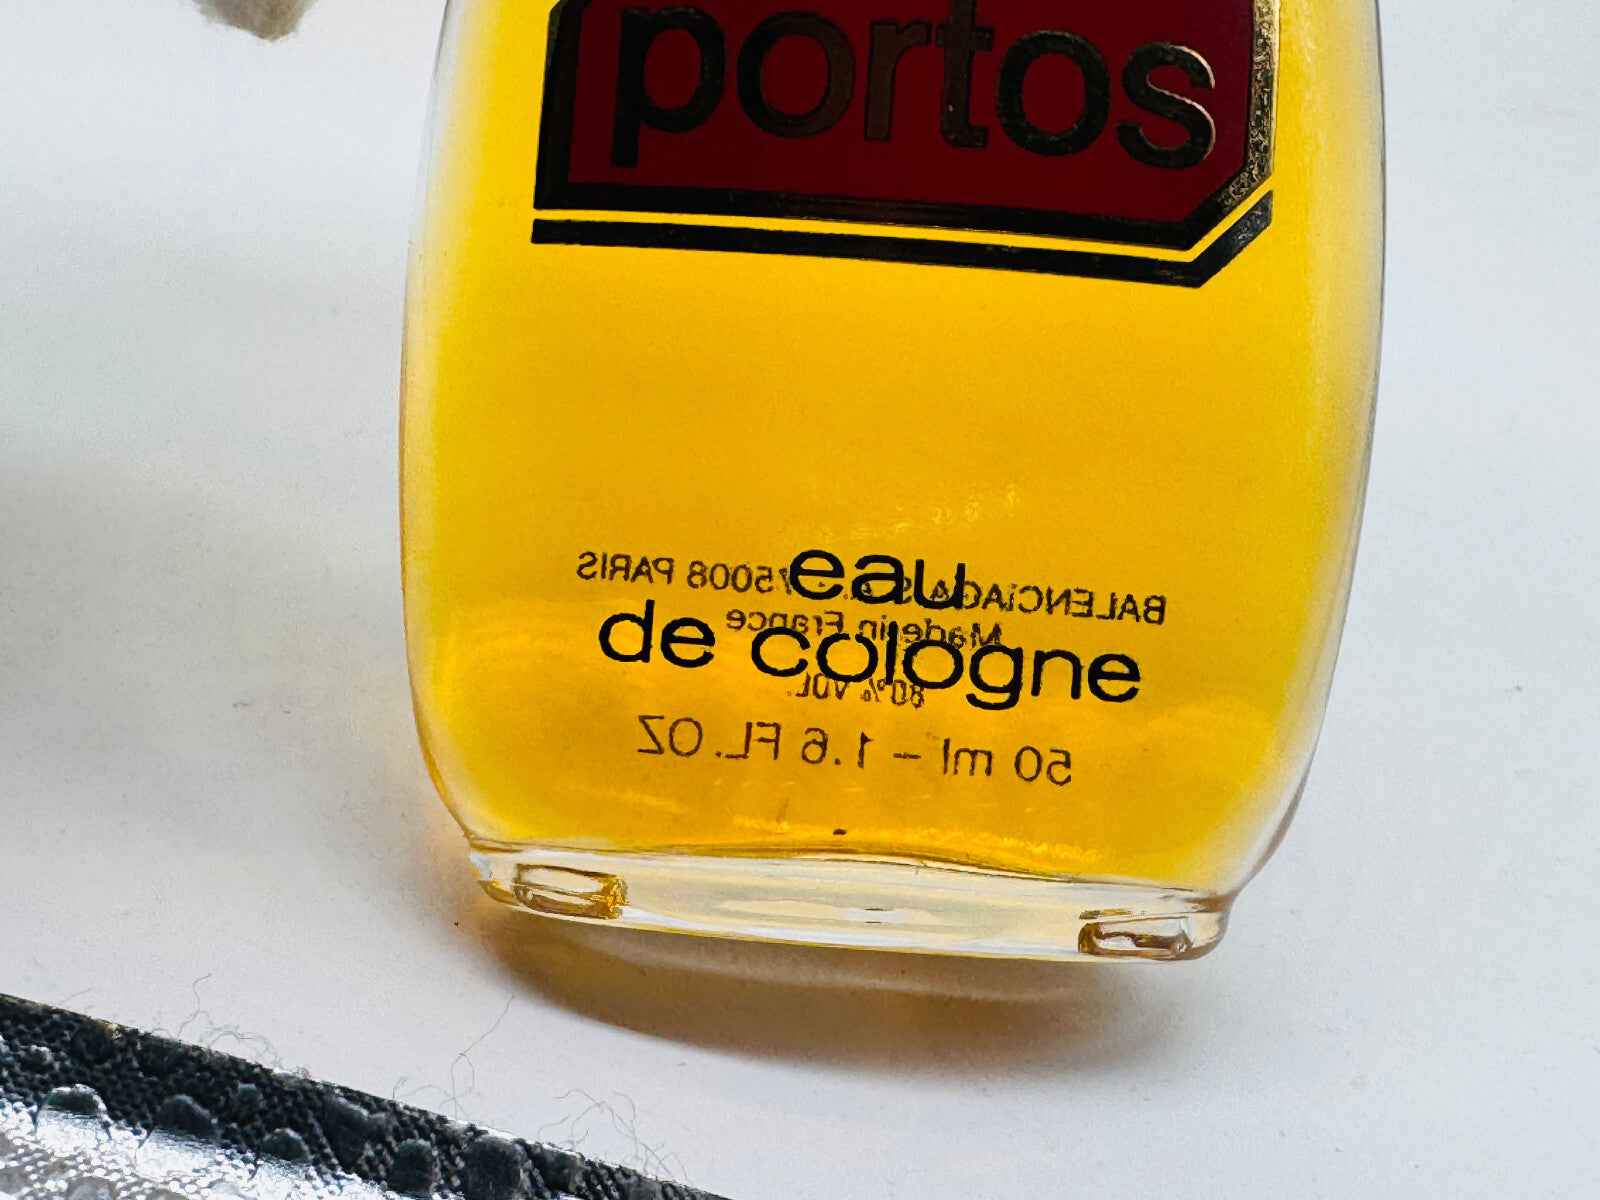 portos
eau
de cologne
BALENCIAGA S.A. 75008 PARIS
Made in France
80% VOL.
50 ml - 1.6 FL. OZ